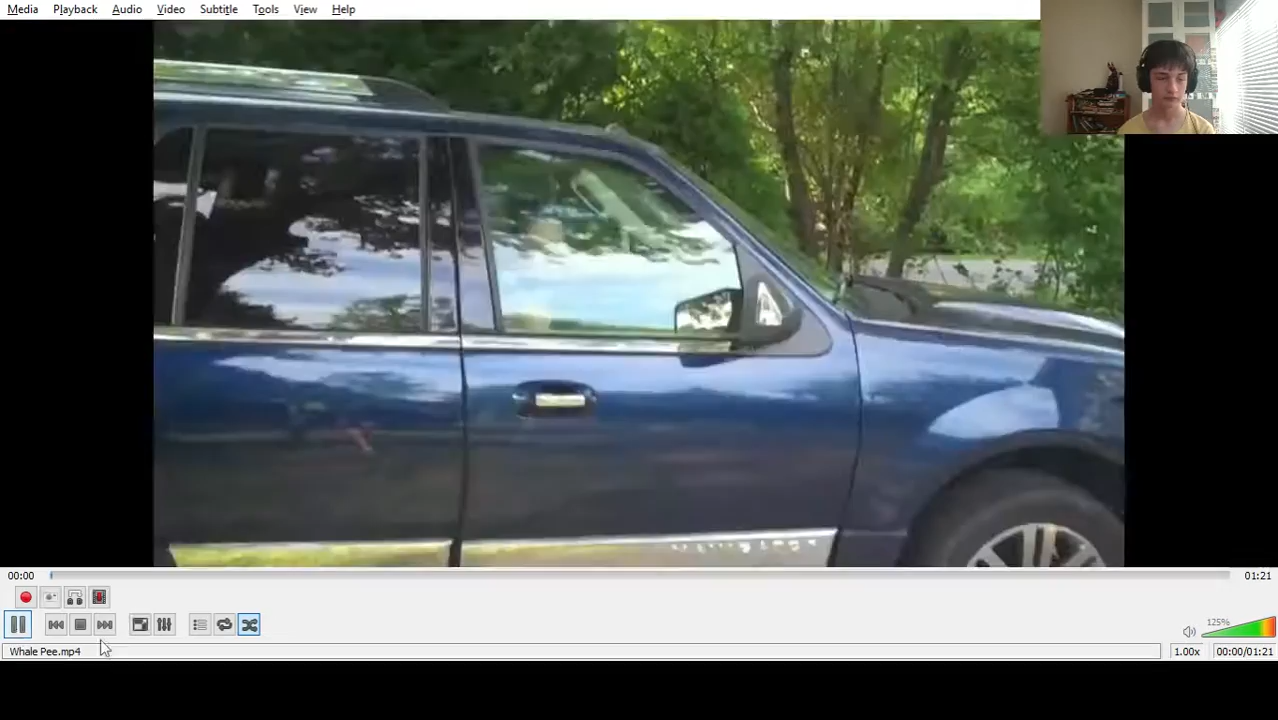 Media Playback Audio Video Subtitle Tools View Help
00:00 01:21
125%
Whale Pee.mp4 1.00x 00:00/01:21